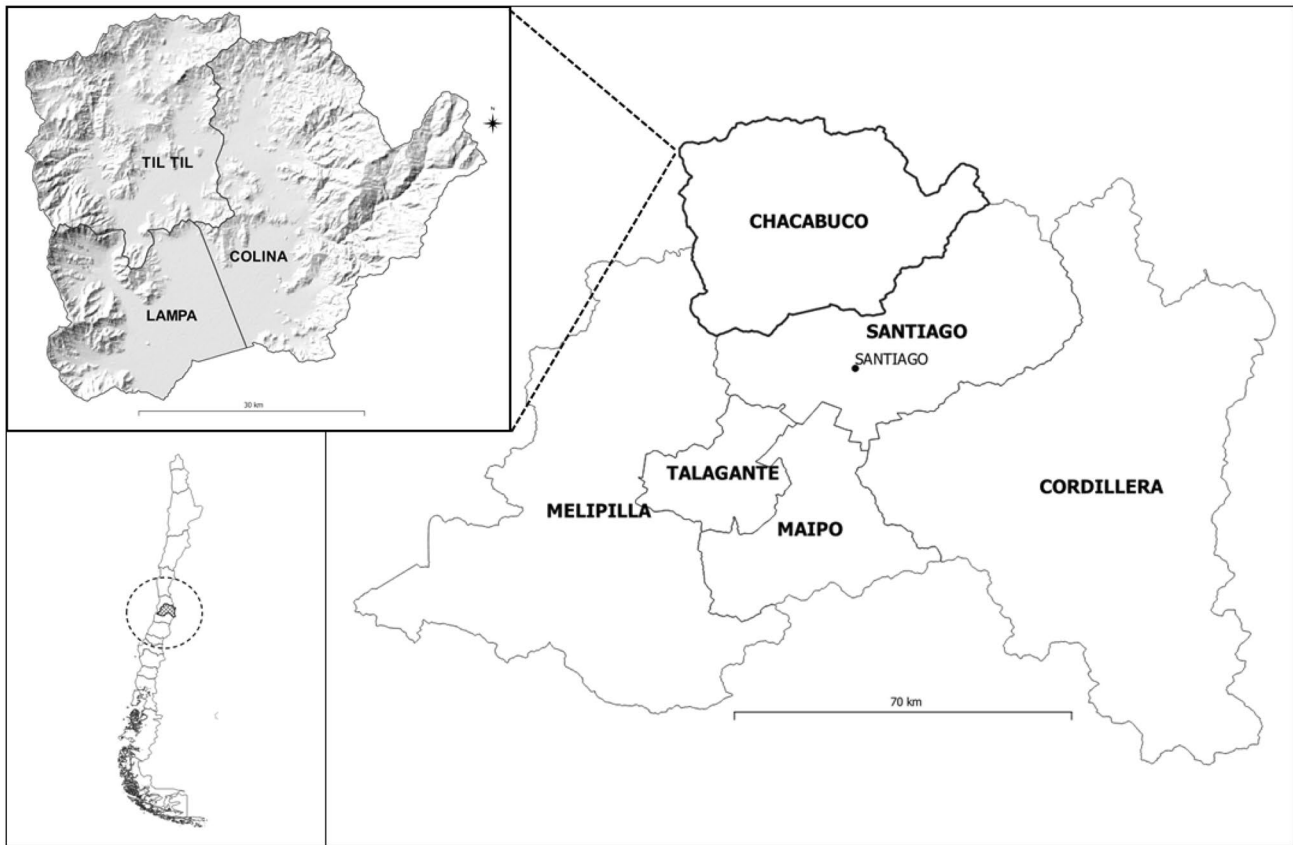 N
TIL TIL
COLINA
LAMPA
30 km
CHACABUCO
SANTIAGO
SANTIAGO
TALAGANTE
MELIPILLA
MAIPO
CORDILLERA
70 km